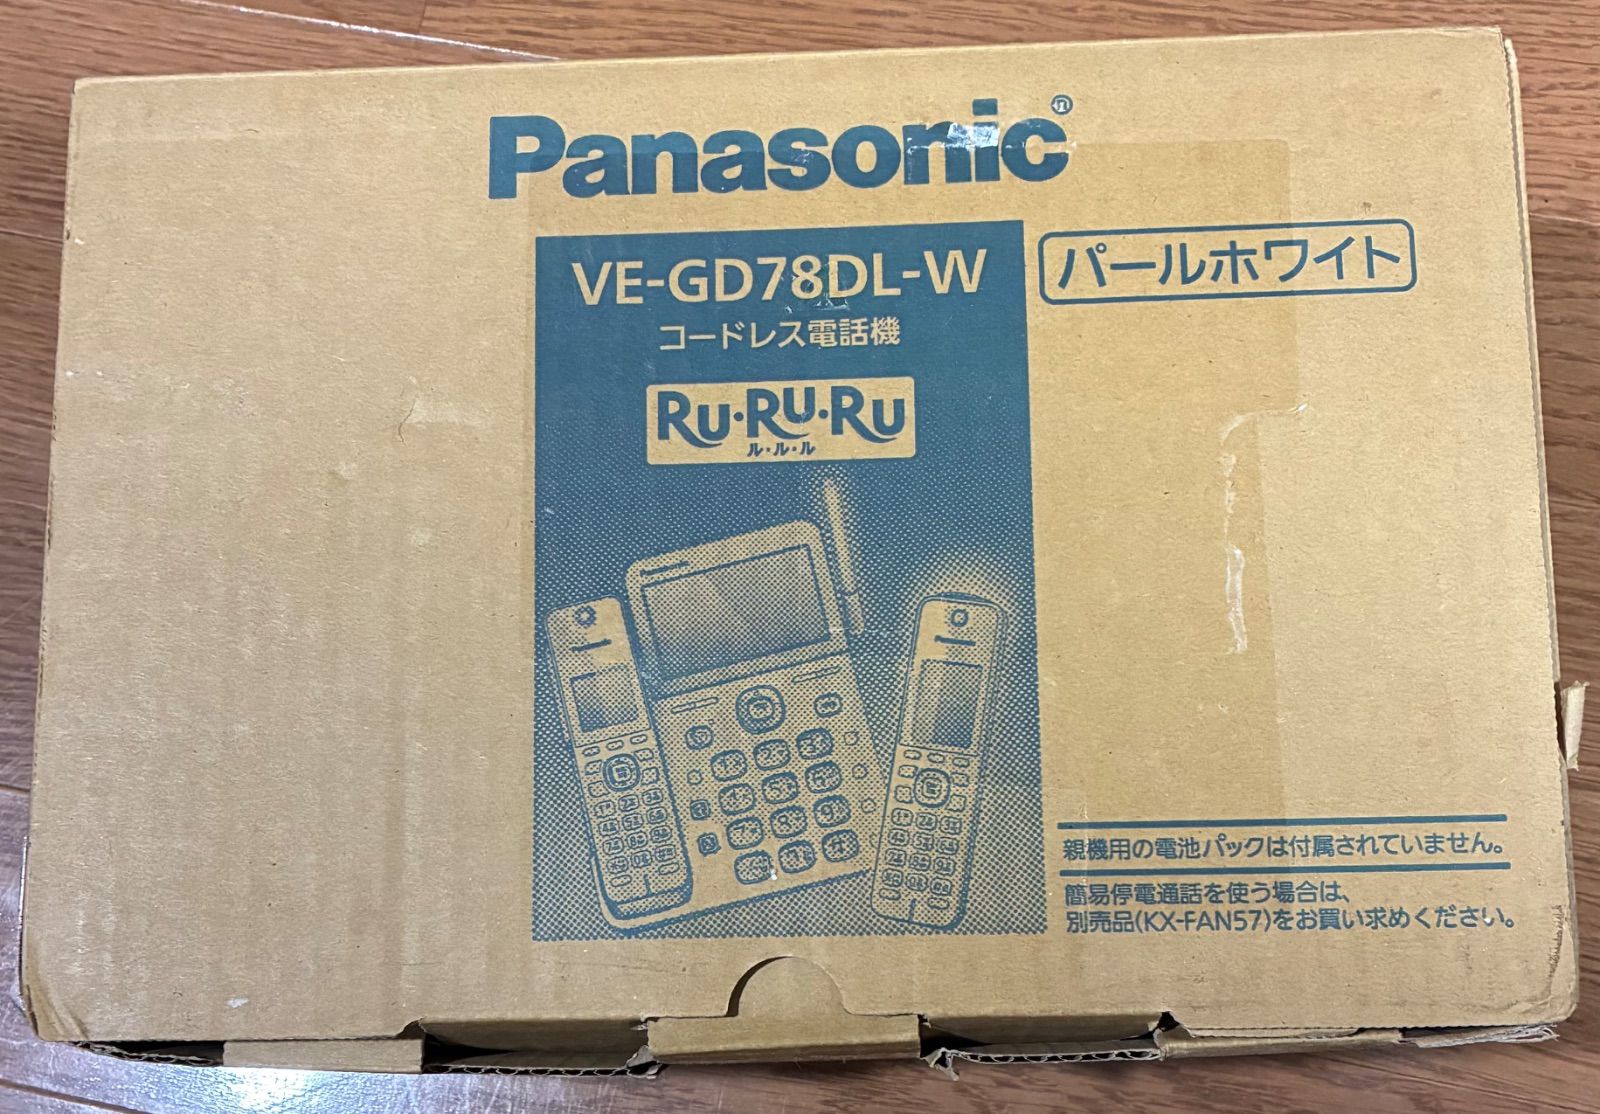 Panasonic®
VE-GD78DL-W
パールホワイト
コードレス電話機
RU・RU・RU
ル・ル・ル
Panasonic
親機用の電池パックは付属されていません。
簡易停電通話を使う場合は、
別売品(KX-FAN57)をお買い求めください。